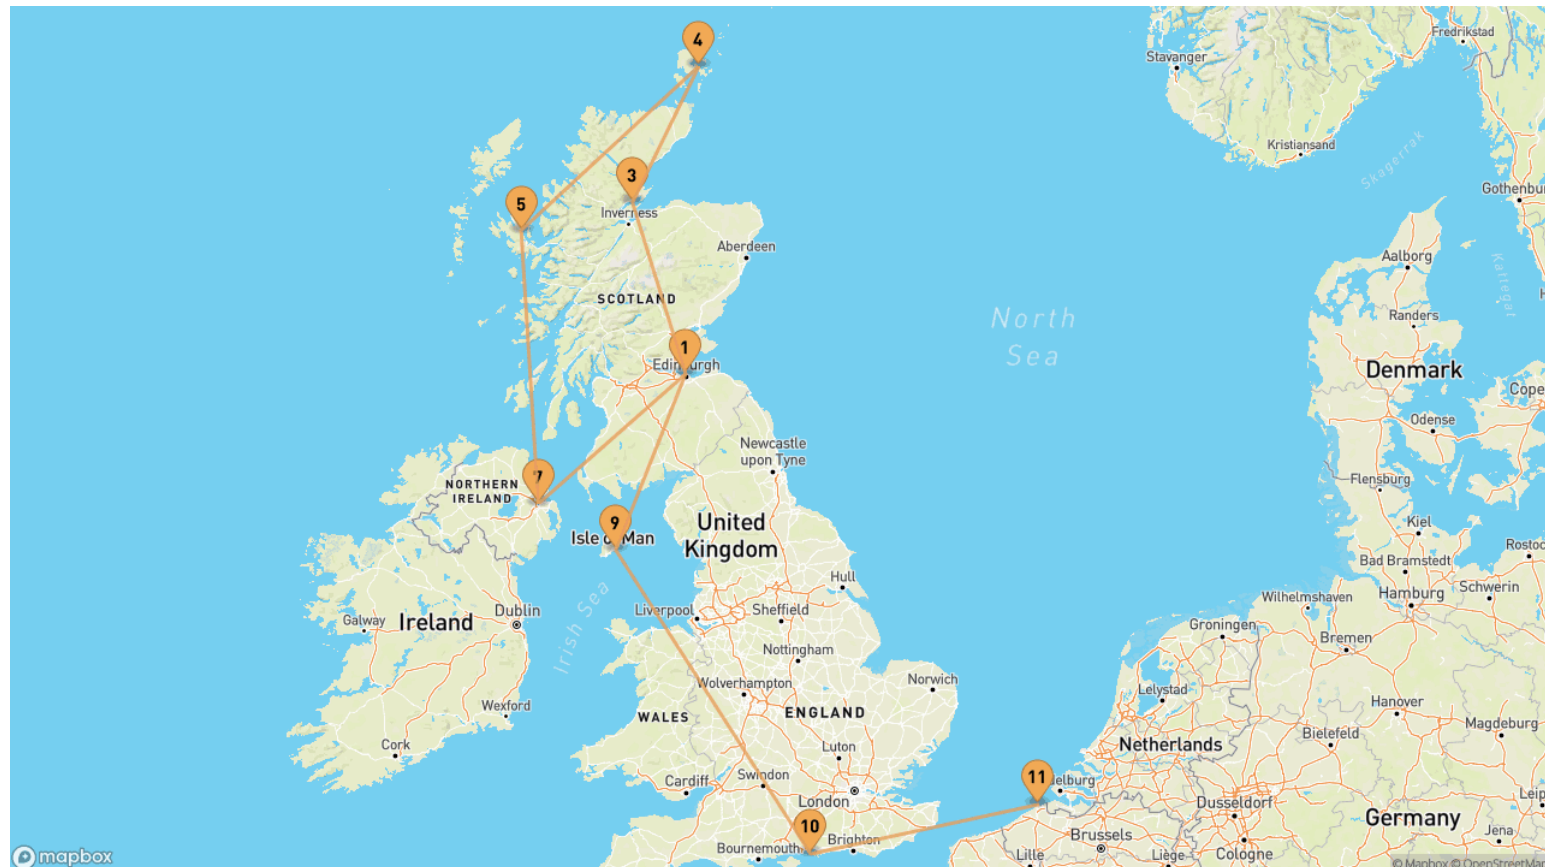 4
Stavanger
Fredrikstad
Kristiansand
Skagerrak
Gothenburg
3
5
Inverness
Aberdeen
Kattegat
Aalborg
SCOTLAND
North
Sea
Randers
1
Edinburgh
Denmark
Cope
Odense
Newcastle
upon Tyne
7
NORTHERN
IRELAND
Flensburg
9
Isle of Man
United
Kingdom
Kiel
Rostoc
Bad Bramstedt
Hull
Schwerin
Wilhelmshaven
Hamburg
Liverpool
Sheffield
Dublin
Galway
Ireland
Irish Sea
Groningen
Bremen
Nottingham
Wolverhampton
Norwich
Lelystad
Hanover
Wexford
WALES
ENGLAND
Magdeburg
Bielefeld
Cork
Luton
Netherlands
Cardiff
Swindon
11
delburg
London
Dusseldorf
Leip
10
Germany
Brighton
Bournemouth
Brussels
Jena
Lille
Liège
Cologne
mapbox
© Mapbox © OpenStreetMap